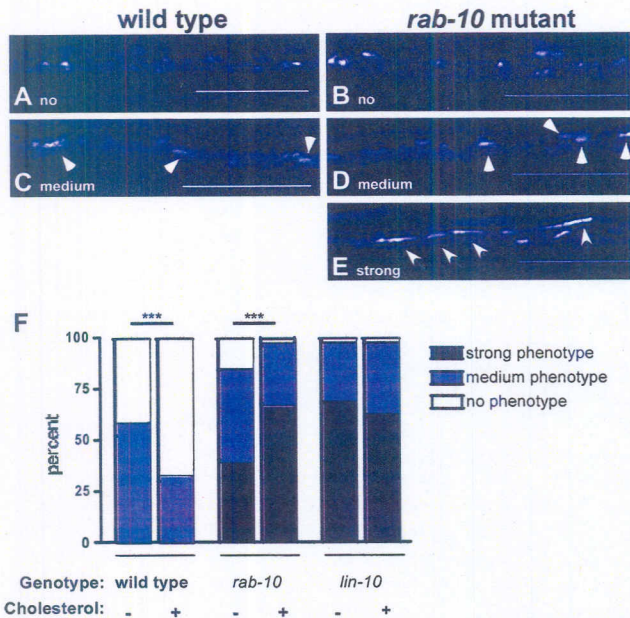 wild type
rab-10 mutant
A no
B no
C medium
D medium
E strong
F
*** ***
100
75
50
25
0
percent
strong phenotype
medium phenotype
no phenotype
Genotype: wild type rab-10 lin-10
Cholesterol: - + - + - +